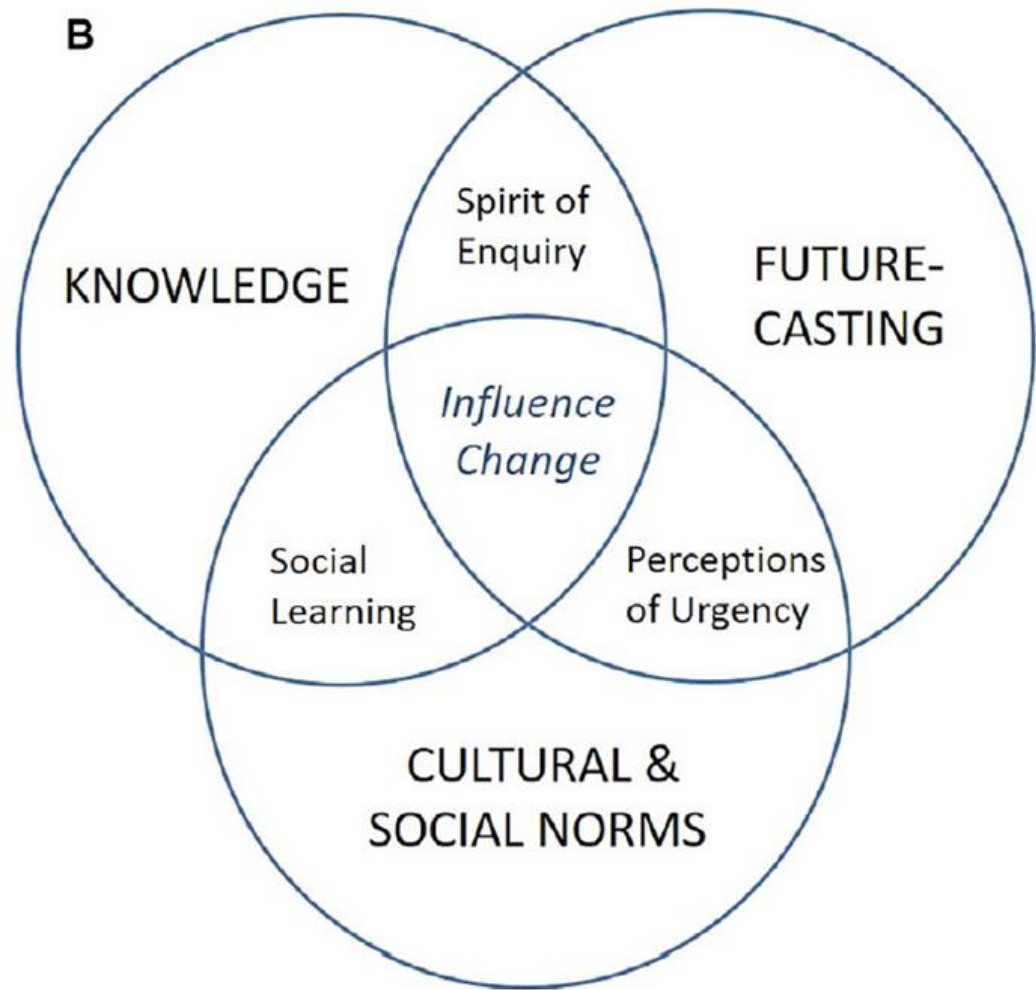 B
Spirit of
Enquiry
KNOWLEDGE
FUTURE-
CASTING
Influence
Change
Social
Learning
Perceptions
of Urgency
CULTURAL &
SOCIAL NORMS